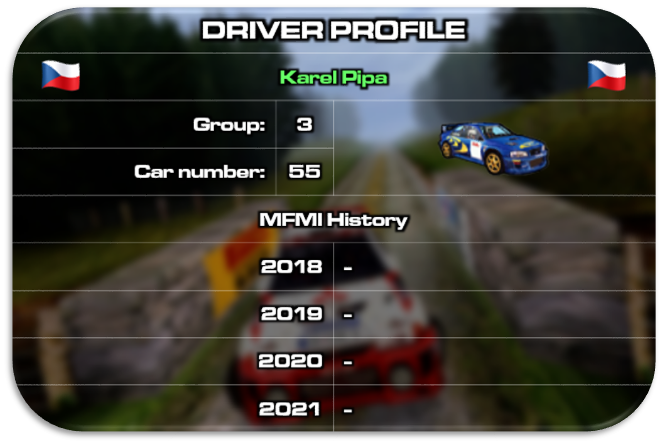 DRIVER PROFILE
Karel Pipa
Group: 3
Car number: 55
MFMI History
2018 -
2019 -
2020 -
2021 -